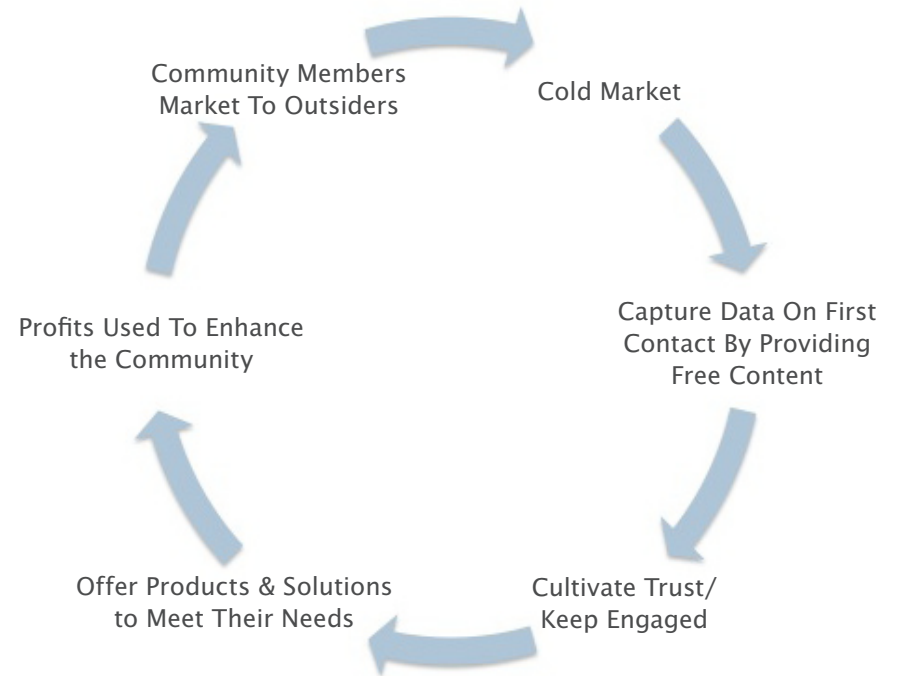 Community Members
Market To Outsiders
Cold Market
Capture Data On First
Contact By Providing
Free Content
Cultivate Trust/
Keep Engaged
Offer Products & Solutions
to Meet Their Needs
Profits Used To Enhance
the Community